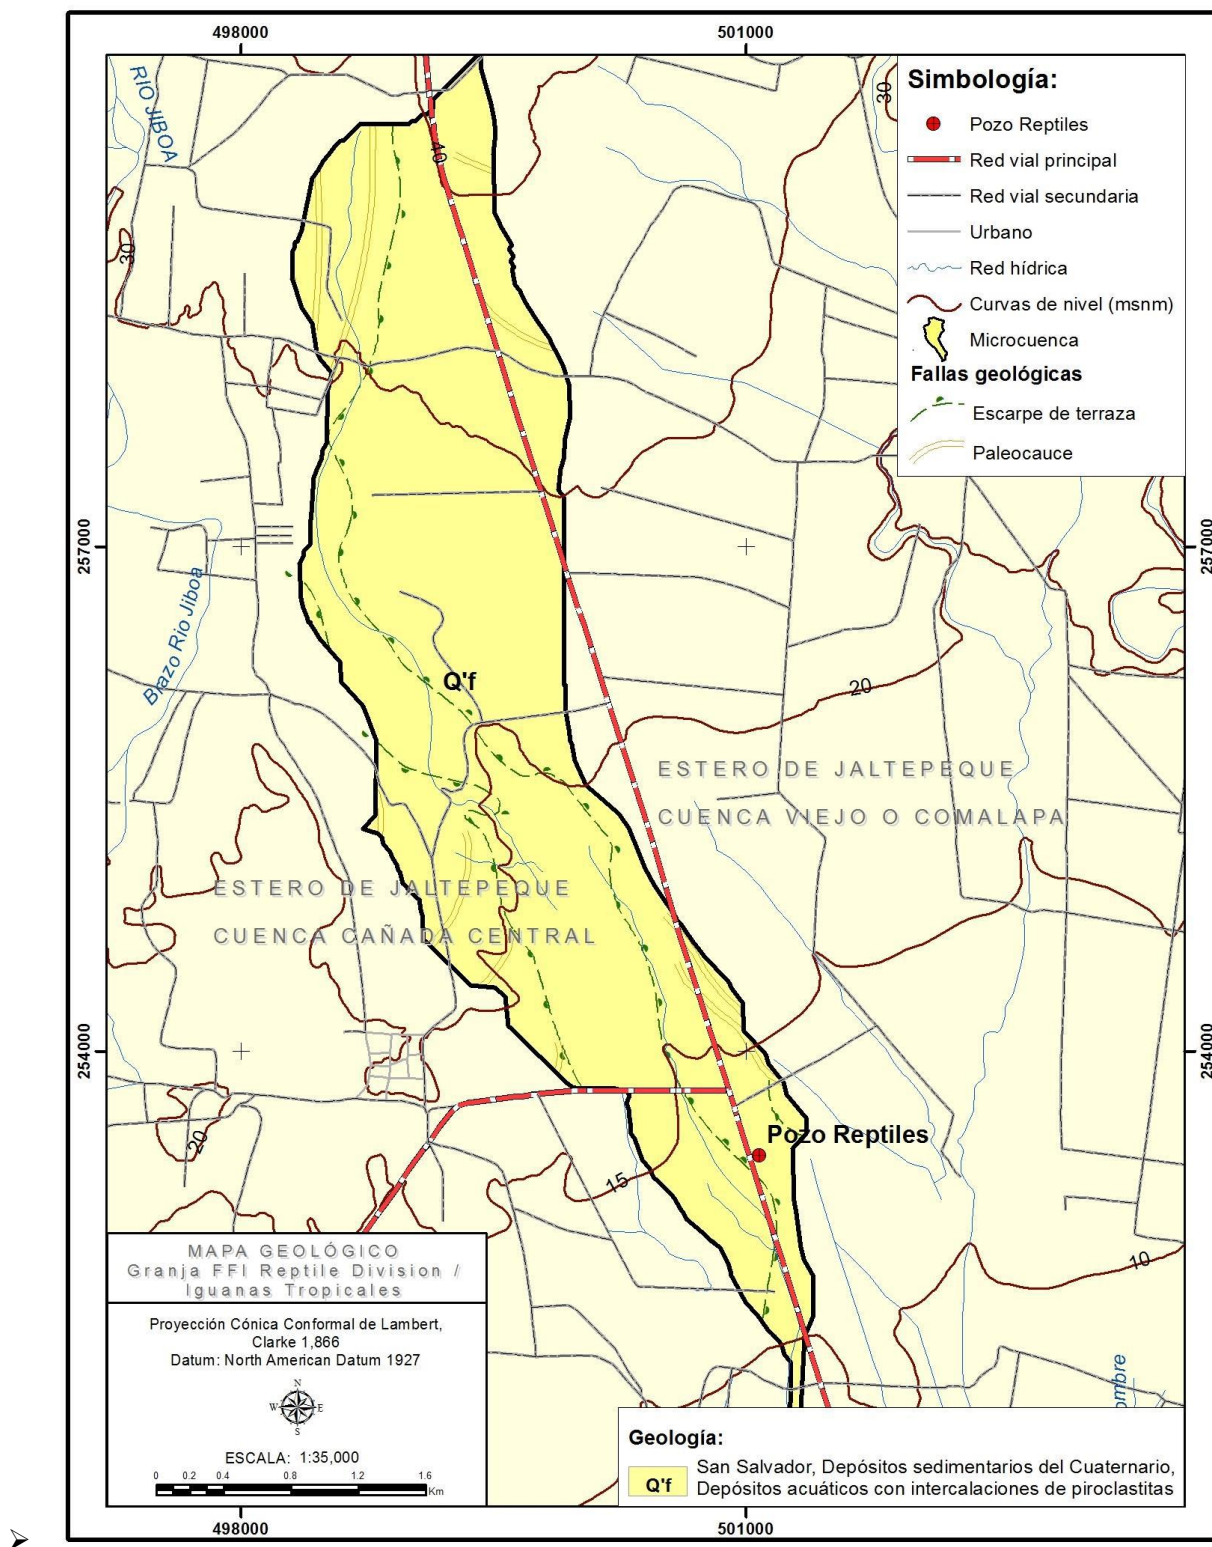 498000
501000
Simbología:
Pozo Reptiles
Red vial principal
Red vial secundaria
Urbano
Red hídrica
Curvas de nivel (msnm)
Microcuenca
Fallas geológicas
Escarpe de terraza
Paleocauce
RIO JIBOA
40
30
30
257000
257000
Brazo Rio Jiboa
Q'f
20
ESTERO DE JALTEPEQUE
CUENCA VIEJO O COMALAPA
ESTERO DE JALTEPEQUE
CUENCA CAÑADA CENTRAL
254000
254000
Pozo Reptiles
20
15
10
ombre
MAPA GEOLÓGICO
Granja FFI Reptile Division /
Iguanas Tropicales
Proyección Cónica Conformal de Lambert,
Clarke 1,866
Datum: North American Datum 1927
N
W E
S
ESCALA: 1:35,000
0 0.2 0.4 0.8 1.2 1.6
Km
Geología:
Q'f
San Salvador, Depósitos sedimentarios del Cuaternario,
Depósitos acuáticos con intercalaciones de piroclastitas
498000
501000